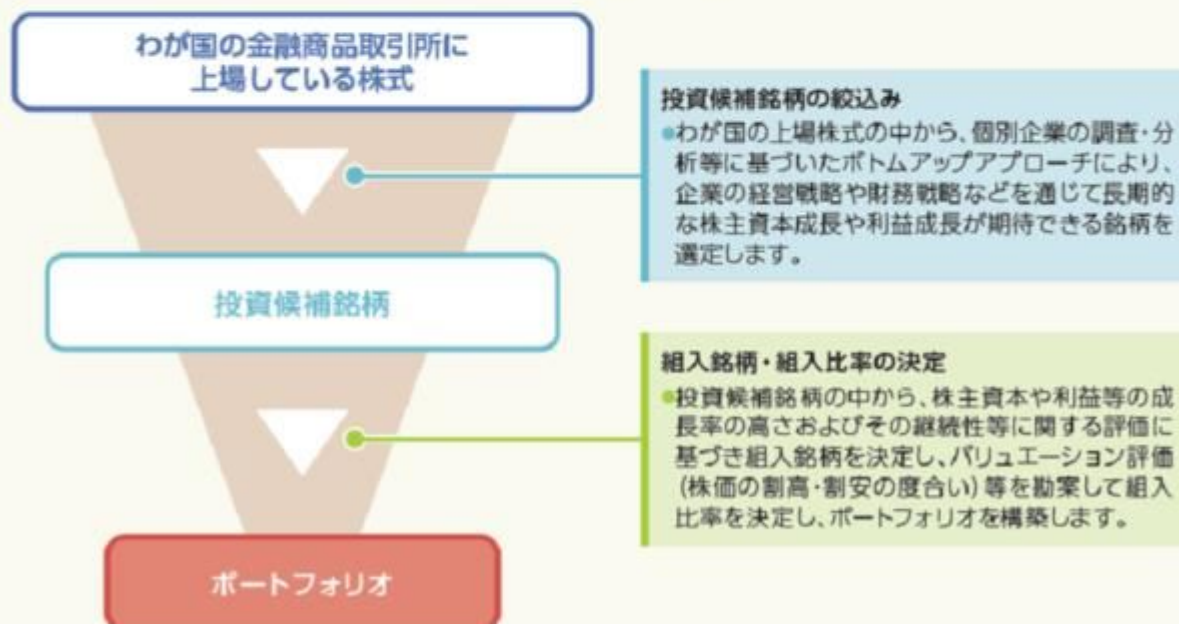 わが国の金融商品取引所に
上場している株式
投資候補銘柄の絞込み
●わが国の上場株式の中から、個別企業の調査・分
析等に基づいたボトムアップアプローチにより、
企業の経営戦略や財務戦略などを通じて長期的
な株主資本成長や利益成長が期待できる銘柄を
選定します。
投資候補銘柄
組入銘柄・組入比率の決定
●投資候補銘柄の中から、株主資本や利益等の成
長率の高さおよびその継続性等に関する評価に
基づき組入銘柄を決定し、バリュエーション評価
(株価の割高・割安の度合い)等を勘案して組入
比率を決定し、ポートフォリオを構築します。
ポートフォリオ